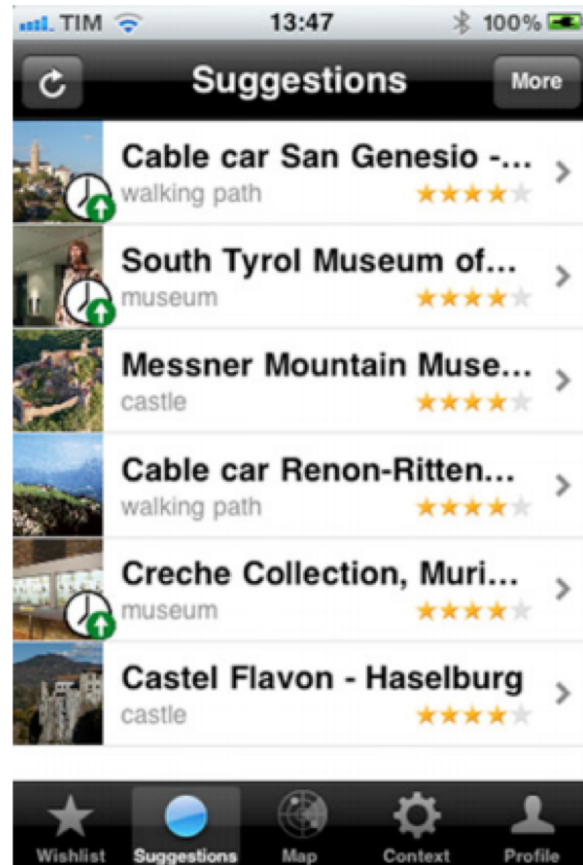 TIM 13:47 100%
Suggestions More
Cable car San Genesio -...
walking path
South Tyrol Museum of...
museum
Messner Mountain Muse...
castle
Cable car Renon-Ritten...
walking path
Creche Collection, Muri...
museum
Castel Flavon - Haselburg
castle
Wishlist Suggestions Map Context Profile